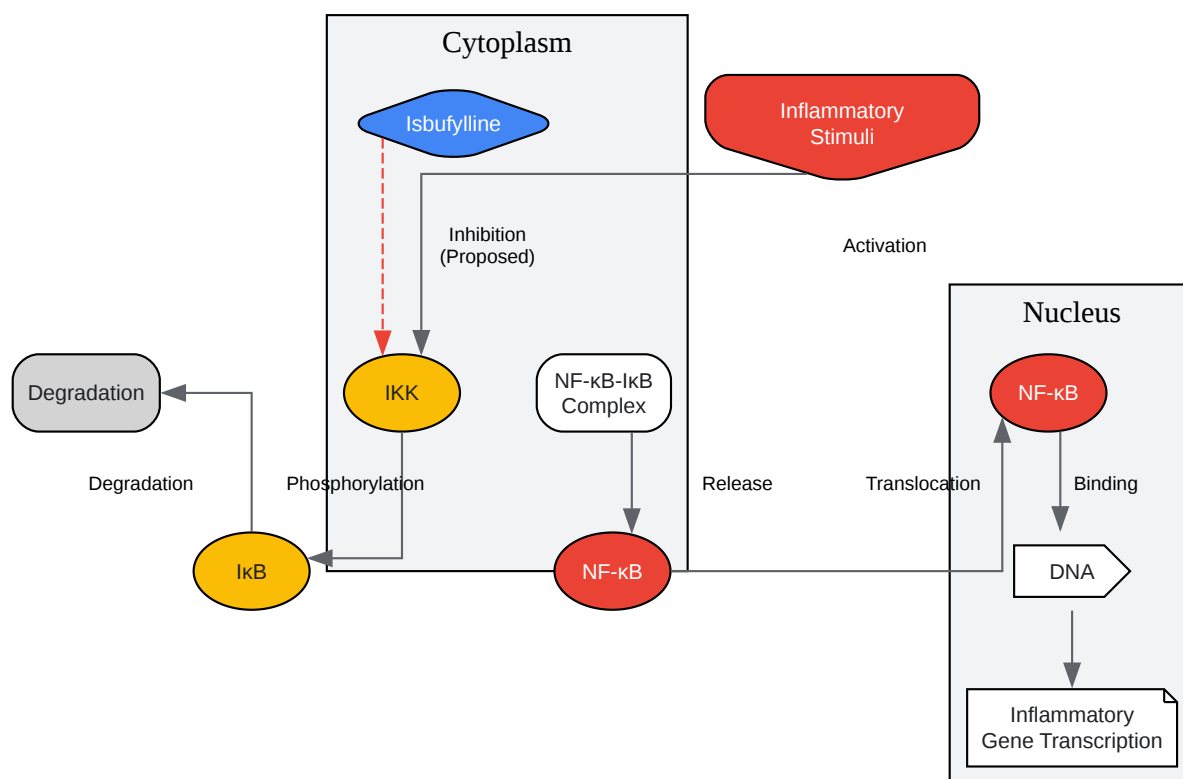 Cytoplasm
Isbufylline
Inflammatory
Stimuli
Inhibition
(Proposed)
Activation
Nucleus
Degradation
IKK
NF-κB-IκB
Complex
NF-κB
Degradation
Phosphorylation
Release
Translocation
Binding
IκB
NF-κB
DNA
Inflammatory
Gene Transcription